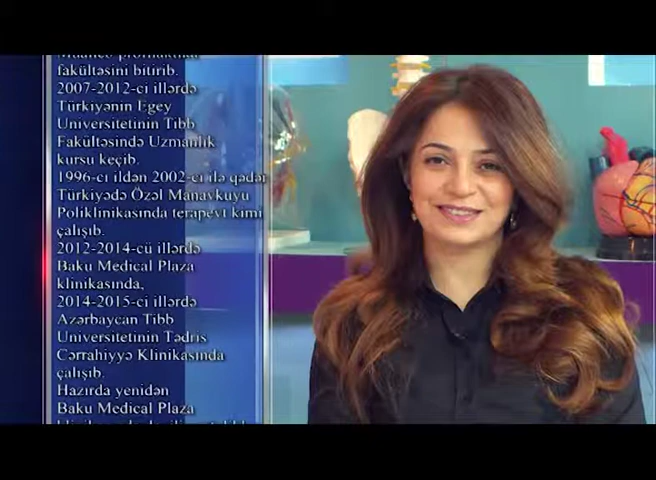 fakültəsini bitirib.
2007-2012-ci illərdə
Türkiyənin Egey
Universitetinin Tibb
Fakültəsində Uzmanlık
kursu keçib.
1996-cı ildən 2002-ci ilə qədər
Türkiyədə Özəl Manavkuyu
Poliklinikasında terapevt kimi
çalışıb.
2012-2014-cü illərdə
Baku Medical Plaza
klinikasında,
2014-2015-ci illərdə
Azərbaycan Tibb
Universitetinin Tədris
Cərrahiyyə Klinikasında
çalışıb.
Hazırda yenidən
Baku Medical Plaza